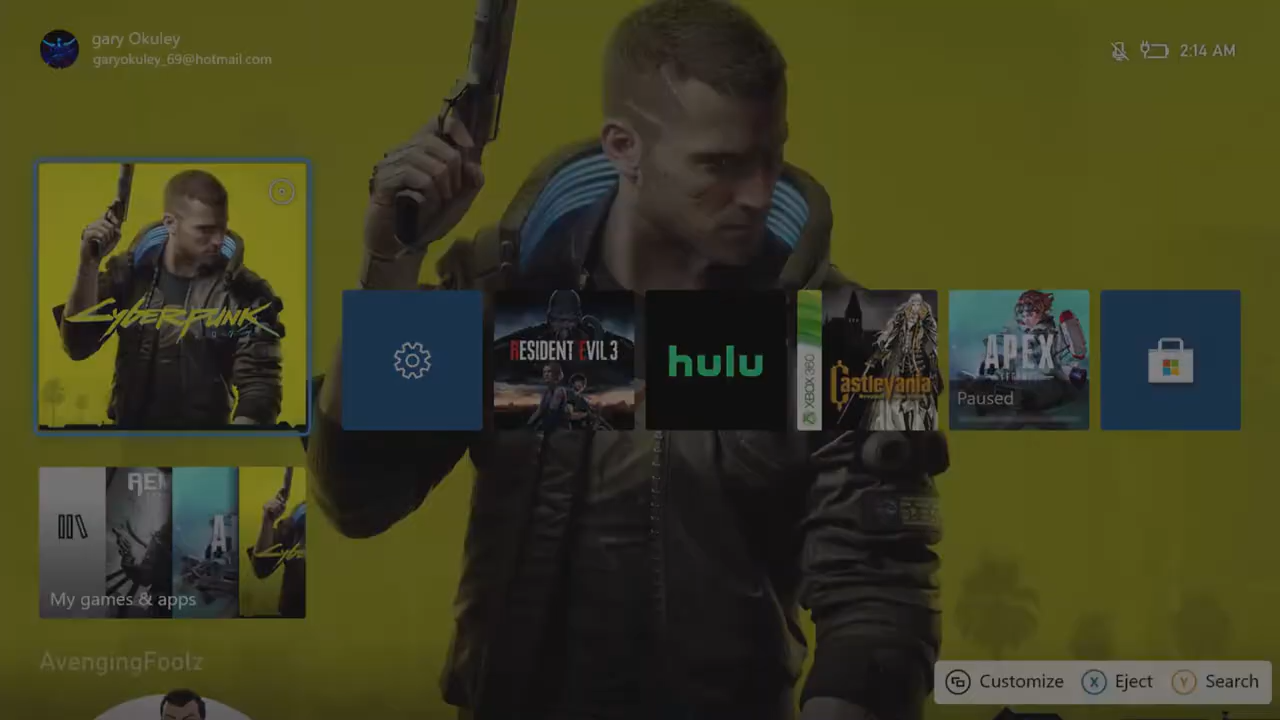 gary Okuley
garyokuley_69@hotmail.com
2:14 AM
Cyberpunk
2077
RESIDENT EVIL 3
hulu
XBOX 360
Castlevania
APEX
Paused
My games & apps
AvengingFoolz
Customize
X Eject
Y Search